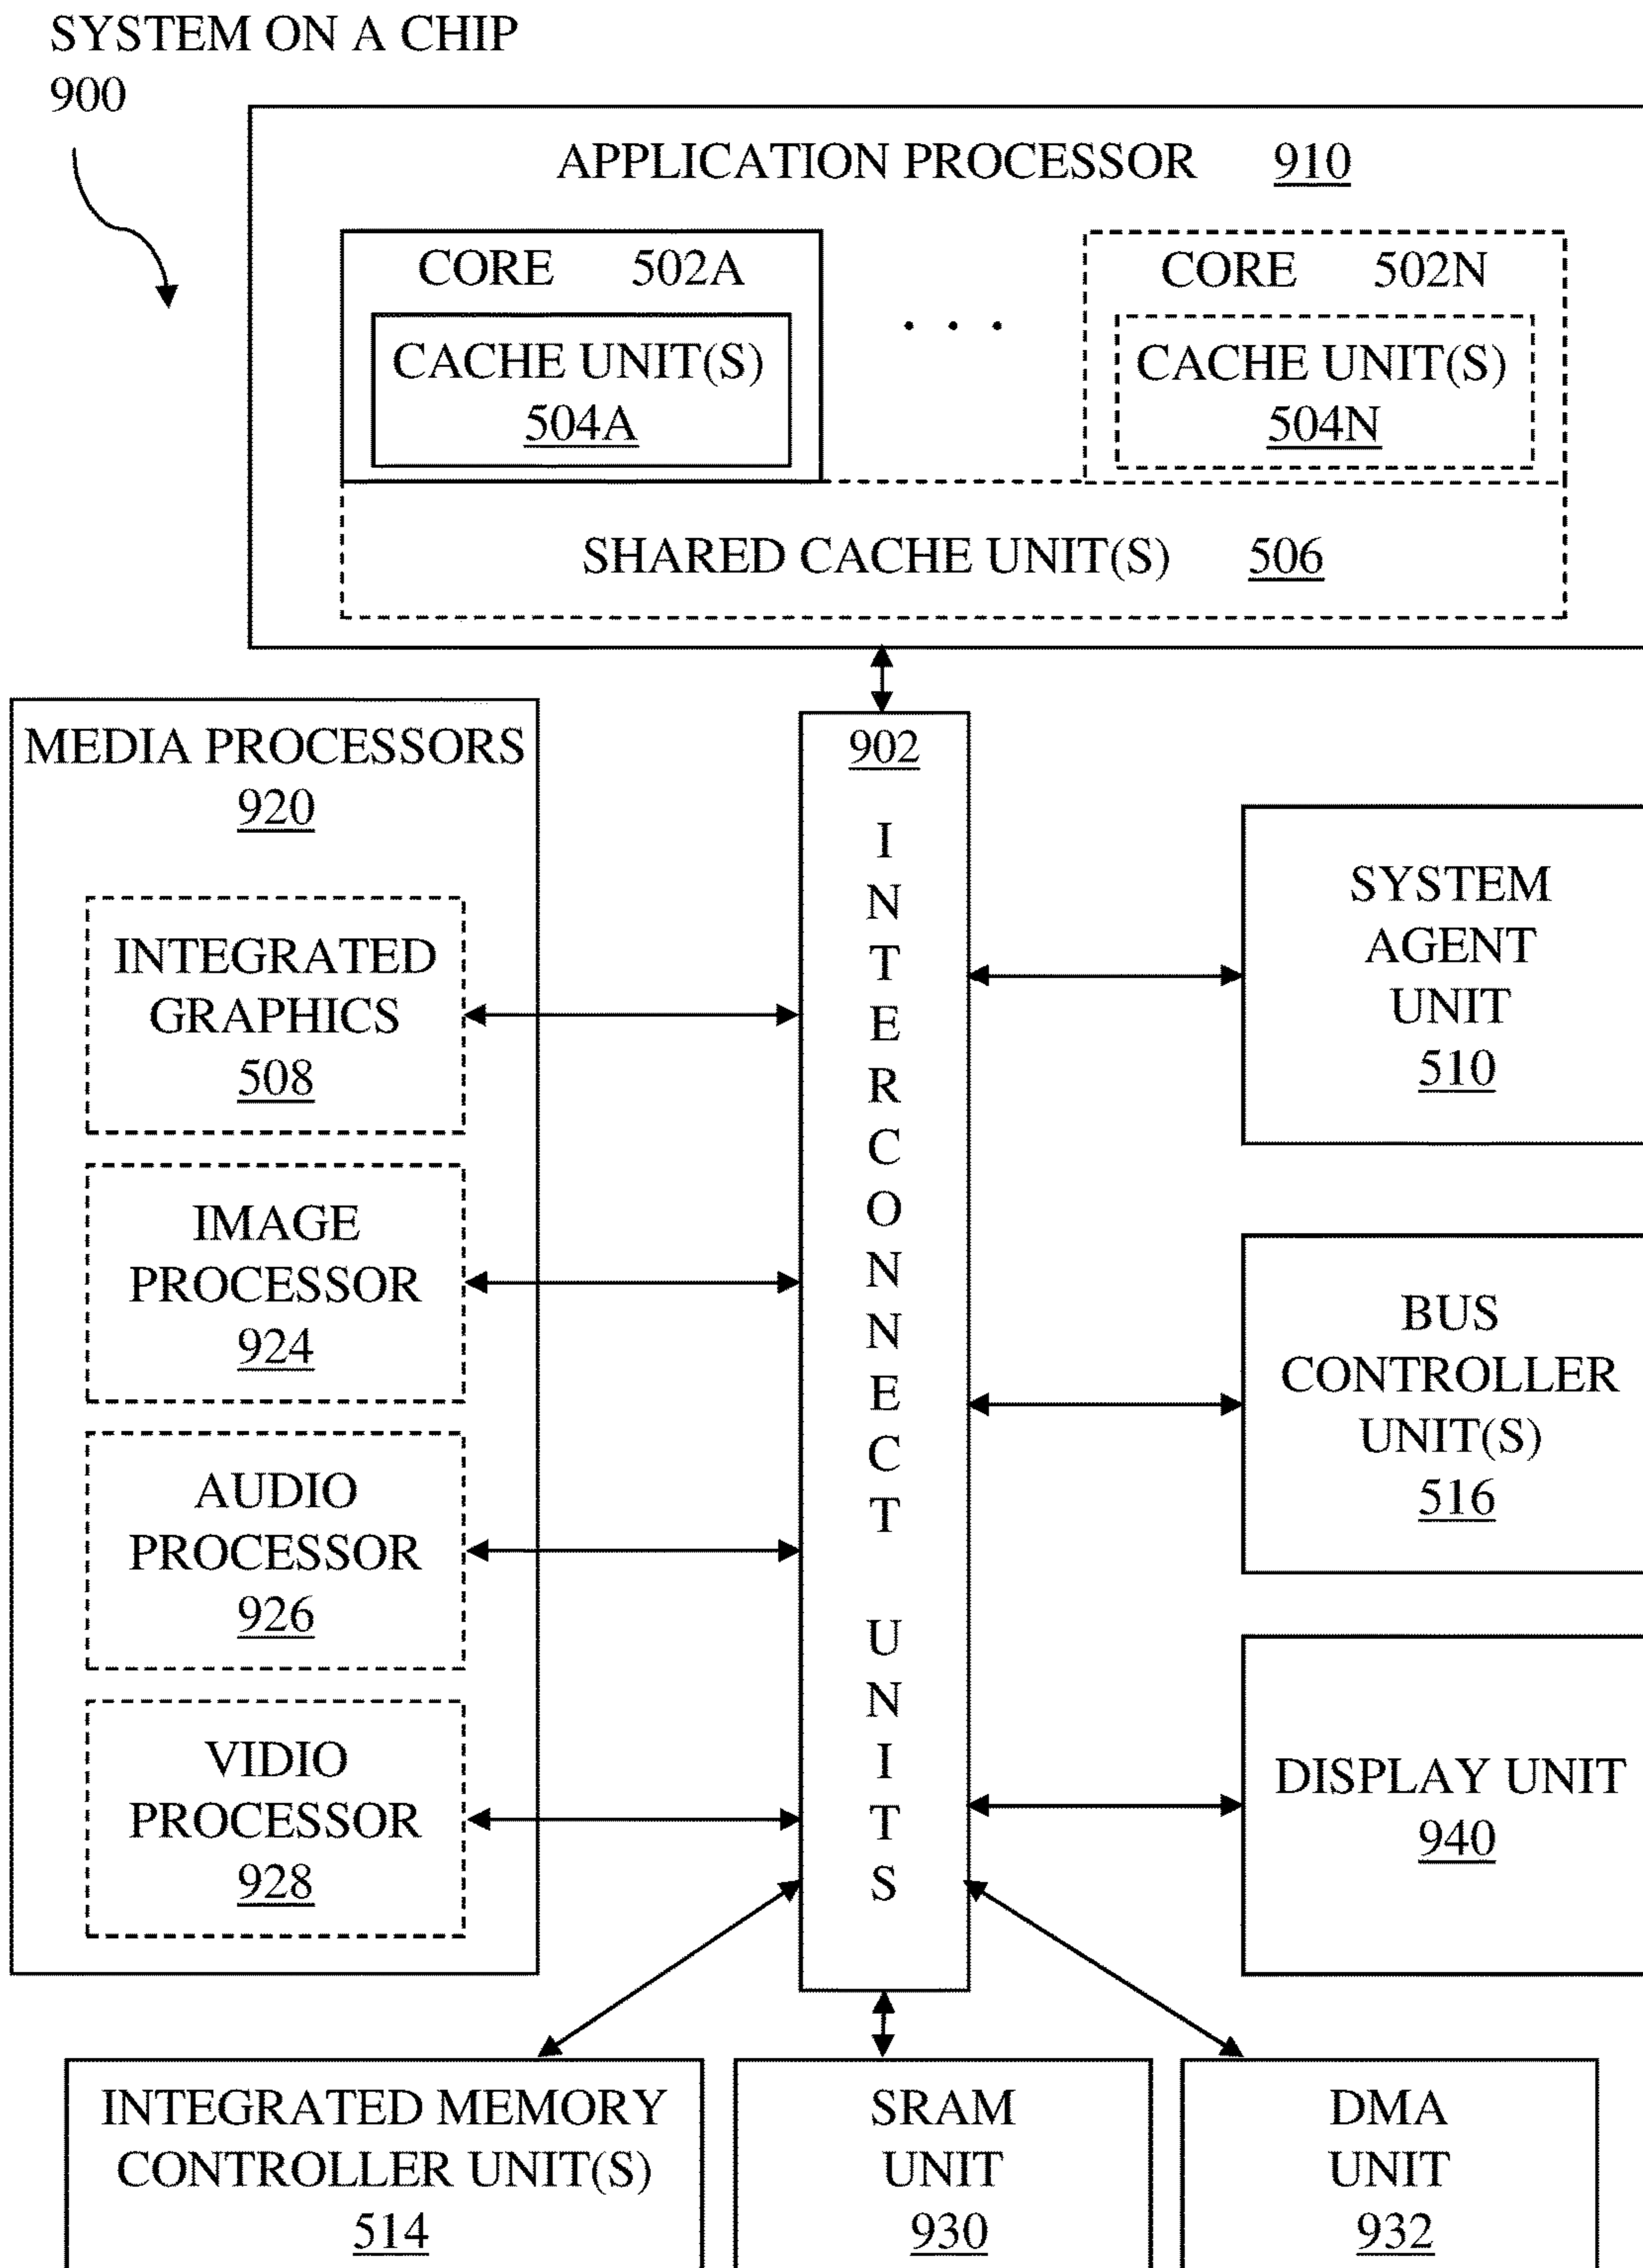 SYSTEM ON A CHIP
900
APPLICATION PROCESSOR 910
CORE 502A
CACHE UNIT(S)
504A
. . .
CORE 502N
CACHE UNIT(S)
504N
SHARED CACHE UNIT(S) 506
MEDIA PROCESSORS
920
INTEGRATED
GRAPHICS
508
IMAGE
PROCESSOR
924
AUDIO
PROCESSOR
926
VIDIO
PROCESSOR
928
902
INTERCONNECT UNITS
SYSTEM
AGENT
UNIT
510
BUS
CONTROLLER
UNIT(S)
516
DISPLAY UNIT
940
INTEGRATED MEMORY
CONTROLLER UNIT(S)
514
SRAM
UNIT
930
DMA
UNIT
932